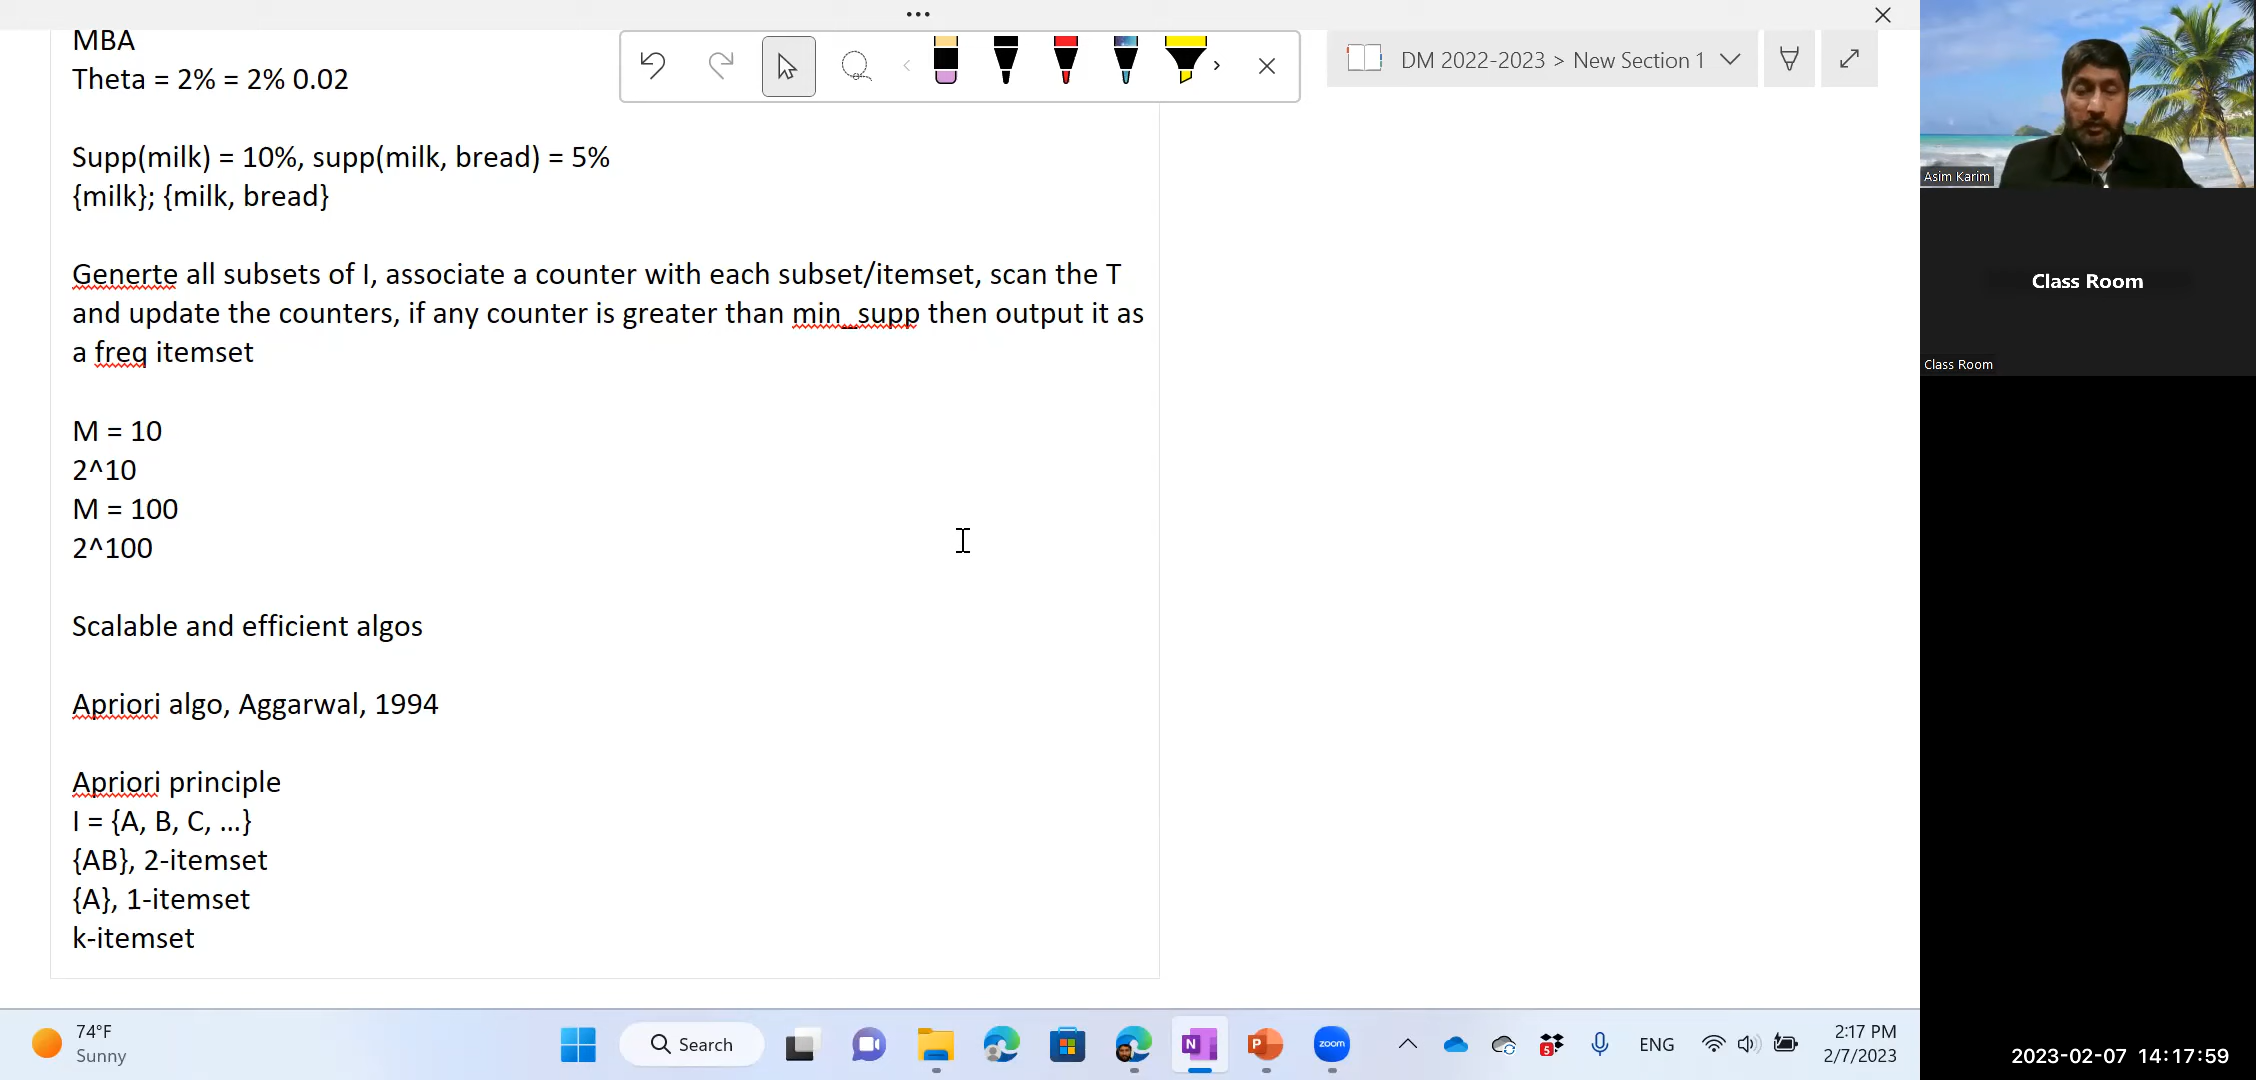 MBA
Theta = 2% = 2% 0.02
Supp(milk) = 10%, supp(milk, bread) = 5%
{milk}; {milk, bread}
Generte all subsets of I, associate a counter with each subset/itemset, scan the T
and update the counters, if any counter is greater than min_supp then output it as
a freq itemset
M = 10
2^10
M = 100
2^100
Scalable and efficient algos
Apriori algo, Aggarwal, 1994
Apriori principle
I = {A, B, C, ...}
{AB}, 2-itemset
{A}, 1-itemset
k-itemset
DM 2022-2023 > New Section 1
Asim Karim
Class Room
Class Room
74°F
Sunny
Search
N
P
zoom
5
ENG
2:17 PM
2/7/2023
2023-02-07 14:17:59